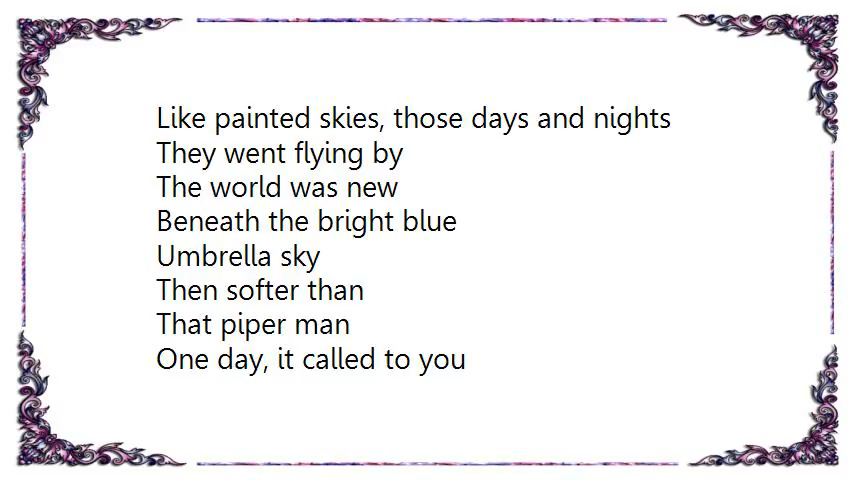 Like painted skies, those days and nights
They went flying by
The world was new
Beneath the bright blue
Umbrella sky
Then softer than
That piper man
One day, it called to you